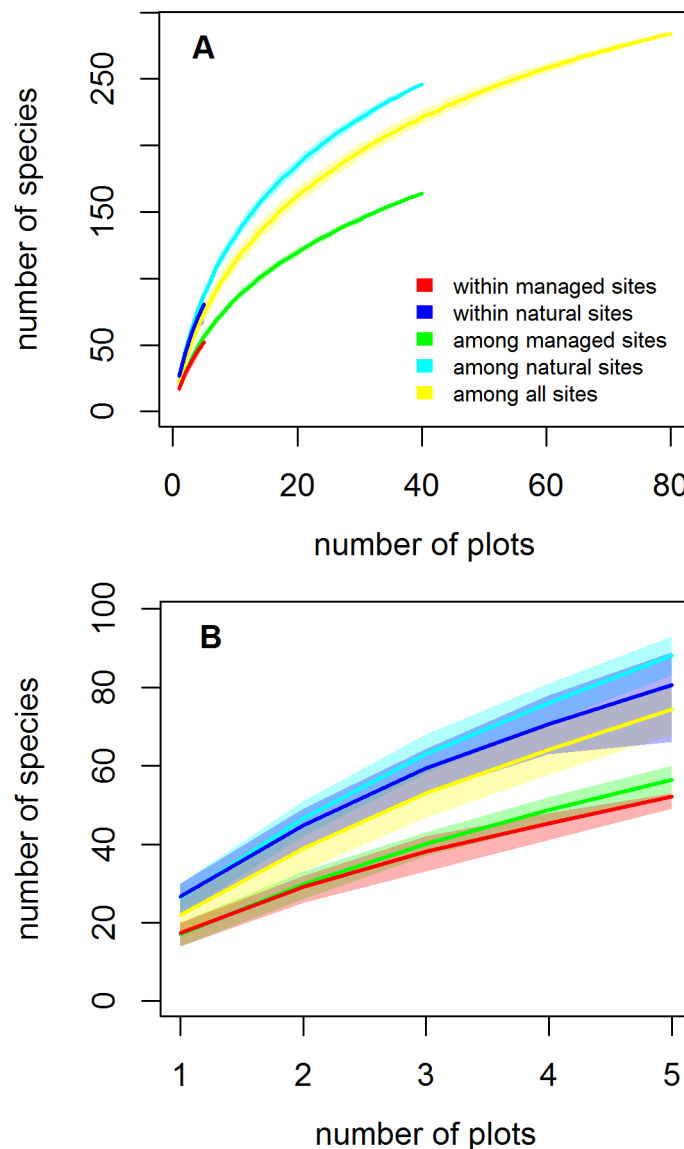 A
number of species
250
150
50
0
within managed sites
within natural sites
among managed sites
among natural sites
among all sites
0 20 40 60 80
number of plots
B
number of species
100
80
60
40
20
0
1 2 3 4 5
number of plots